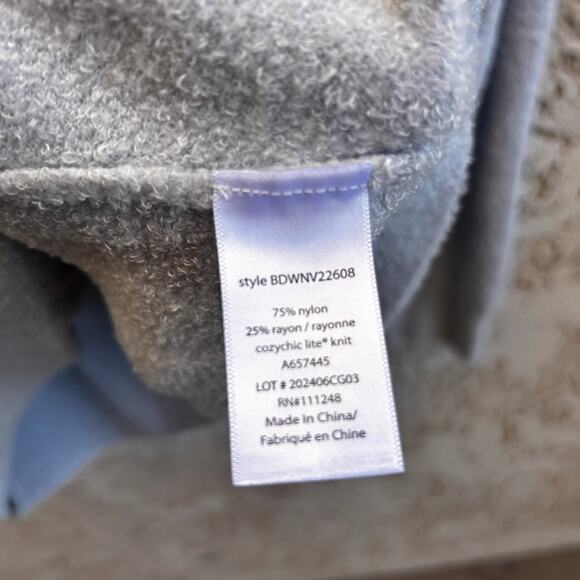 style BDWNV22608
75% nylon
25% rayon / rayonne
cozychic lite® knit
A657445
LOT # 202406CG03
RN#111248
Made In China/
Fabriqué en Chine